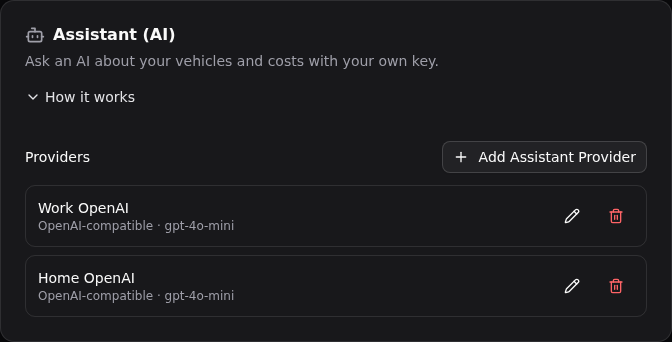 Assistant (AI)
Ask an AI about your vehicles and costs with your own key.
How it works
Providers
Add Assistant Provider
Work OpenAI
OpenAI-compatible · gpt-4o-mini
Home OpenAI
OpenAI-compatible · gpt-4o-mini